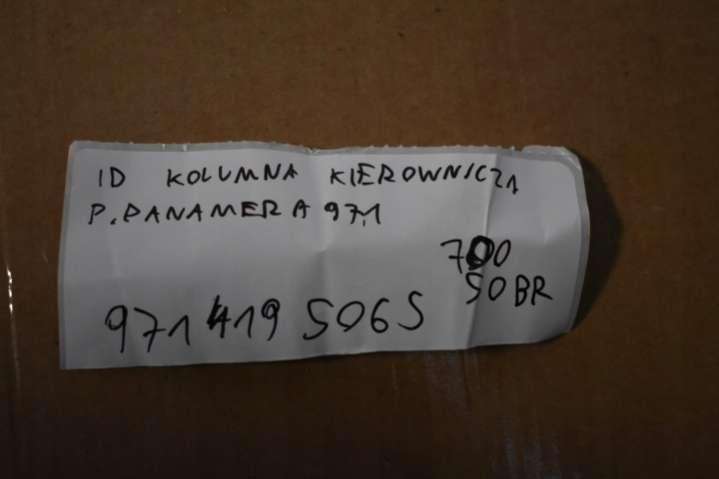 ID KOLUMNA KIEROWNICZA
P. PANAMERA 971
700
SOBR
971 419 506 S